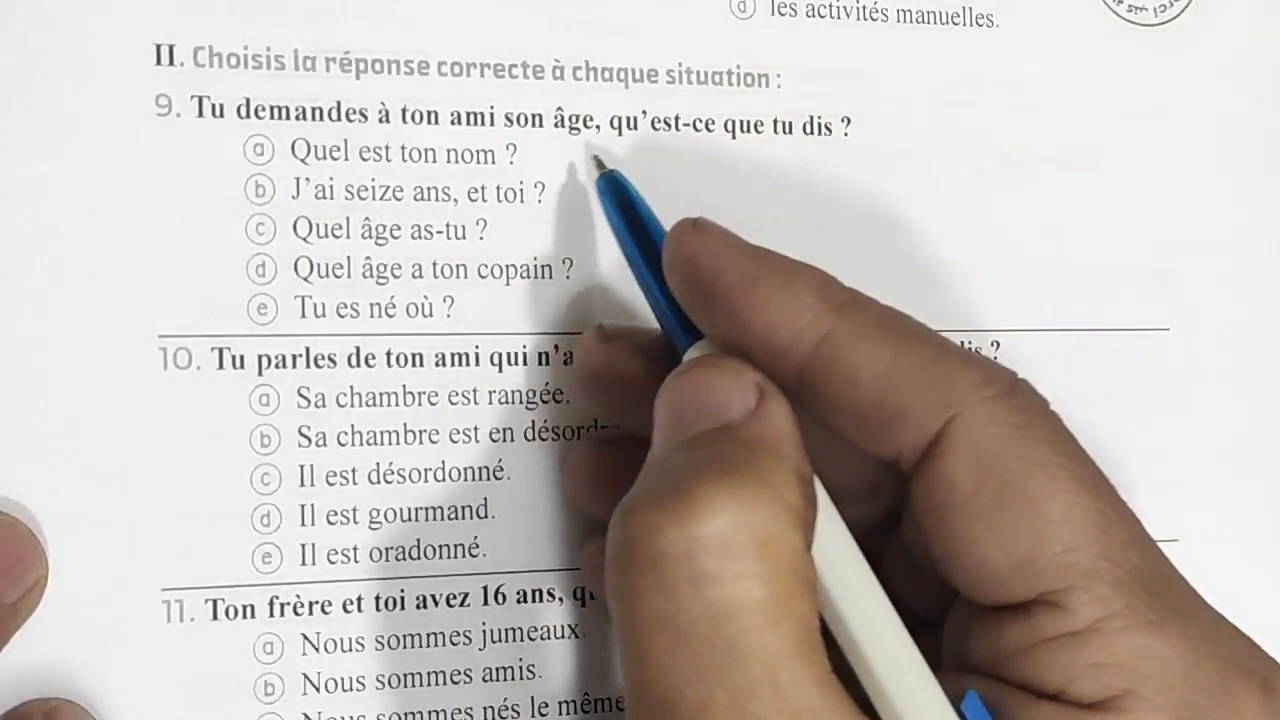 d les activités manuelles.
II. Choisis la réponse correcte à chaque situation :
9. Tu demandes à ton ami son âge, qu'est-ce que tu dis ?
a Quel est ton nom ?
b J'ai seize ans, et toi ?
c Quel âge as-tu ?
d Quel âge a ton copain ?
e Tu es né où ?
10. Tu parles de ton ami qui n'a
a Sa chambre est rangée.
b Sa chambre est en
c Il est désordonné.
d Il est gourmand.
e Il est oradonné.
11. Ton frère et toi avez 16 ans,
a Nous sommes jumeaux.
b Nous sommes amis.
Nous sommes nés le même